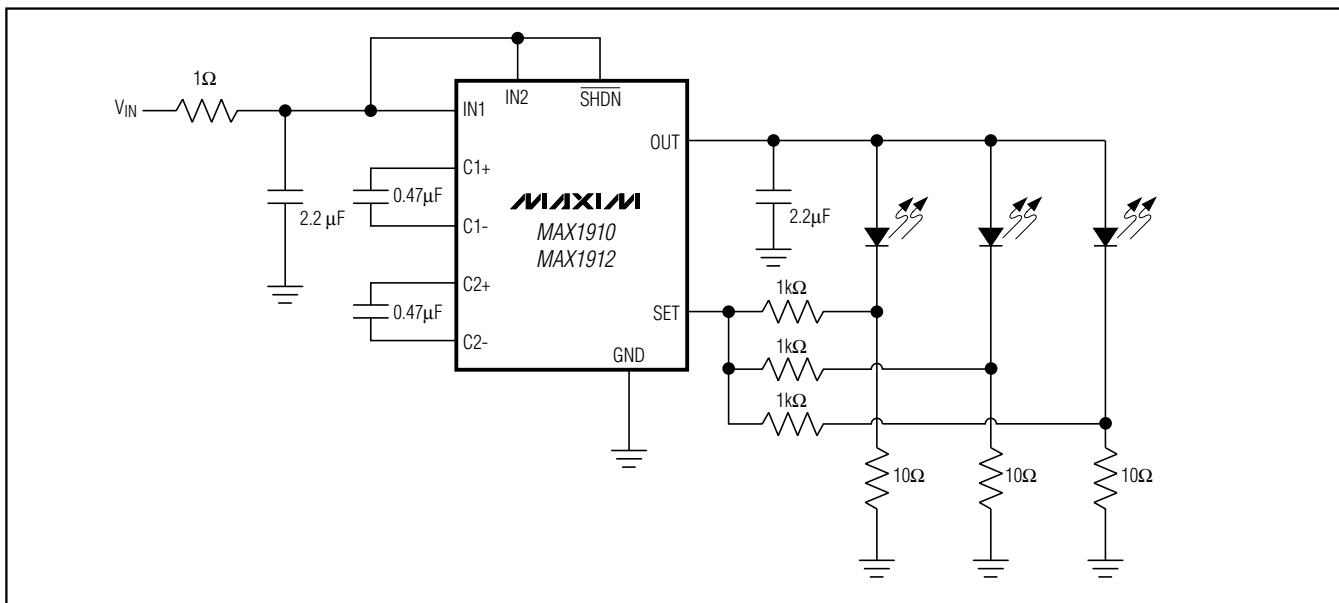 1Ω
VIN
2.2 µF
0.47µF
0.47µF
IN1
IN2
SHDN
C1+
C1-
C2+
C2-
MAXIM
MAX1910
MAX1912
OUT
SET
GND
2.2µF
1kΩ
1kΩ
1kΩ
10Ω
10Ω
10Ω